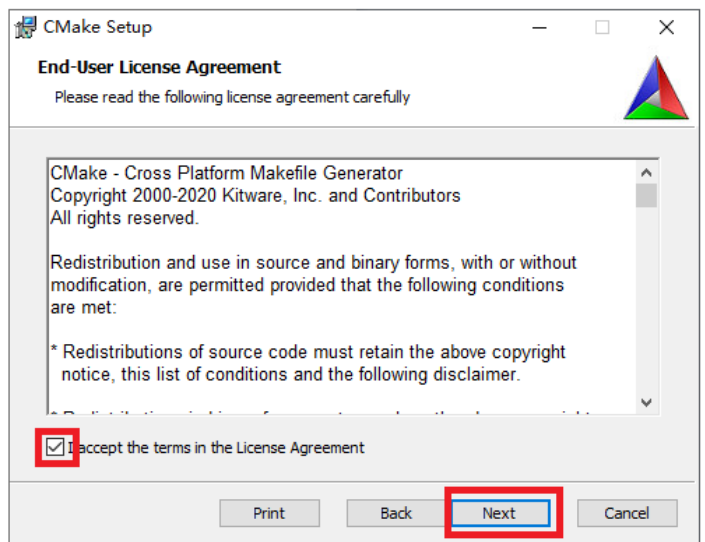 CMake Setup
End-User License Agreement
Please read the following license agreement carefully
CMake - Cross Platform Makefile Generator
Copyright 2000-2020 Kitware, Inc. and Contributors
All rights reserved.
Redistribution and use in source and binary forms, with or without
modification, are permitted provided that the following conditions
are met:
* Redistributions of source code must retain the above copyright
notice, this list of conditions and the following disclaimer.
I accept the terms in the License Agreement
Print Back Next Cancel